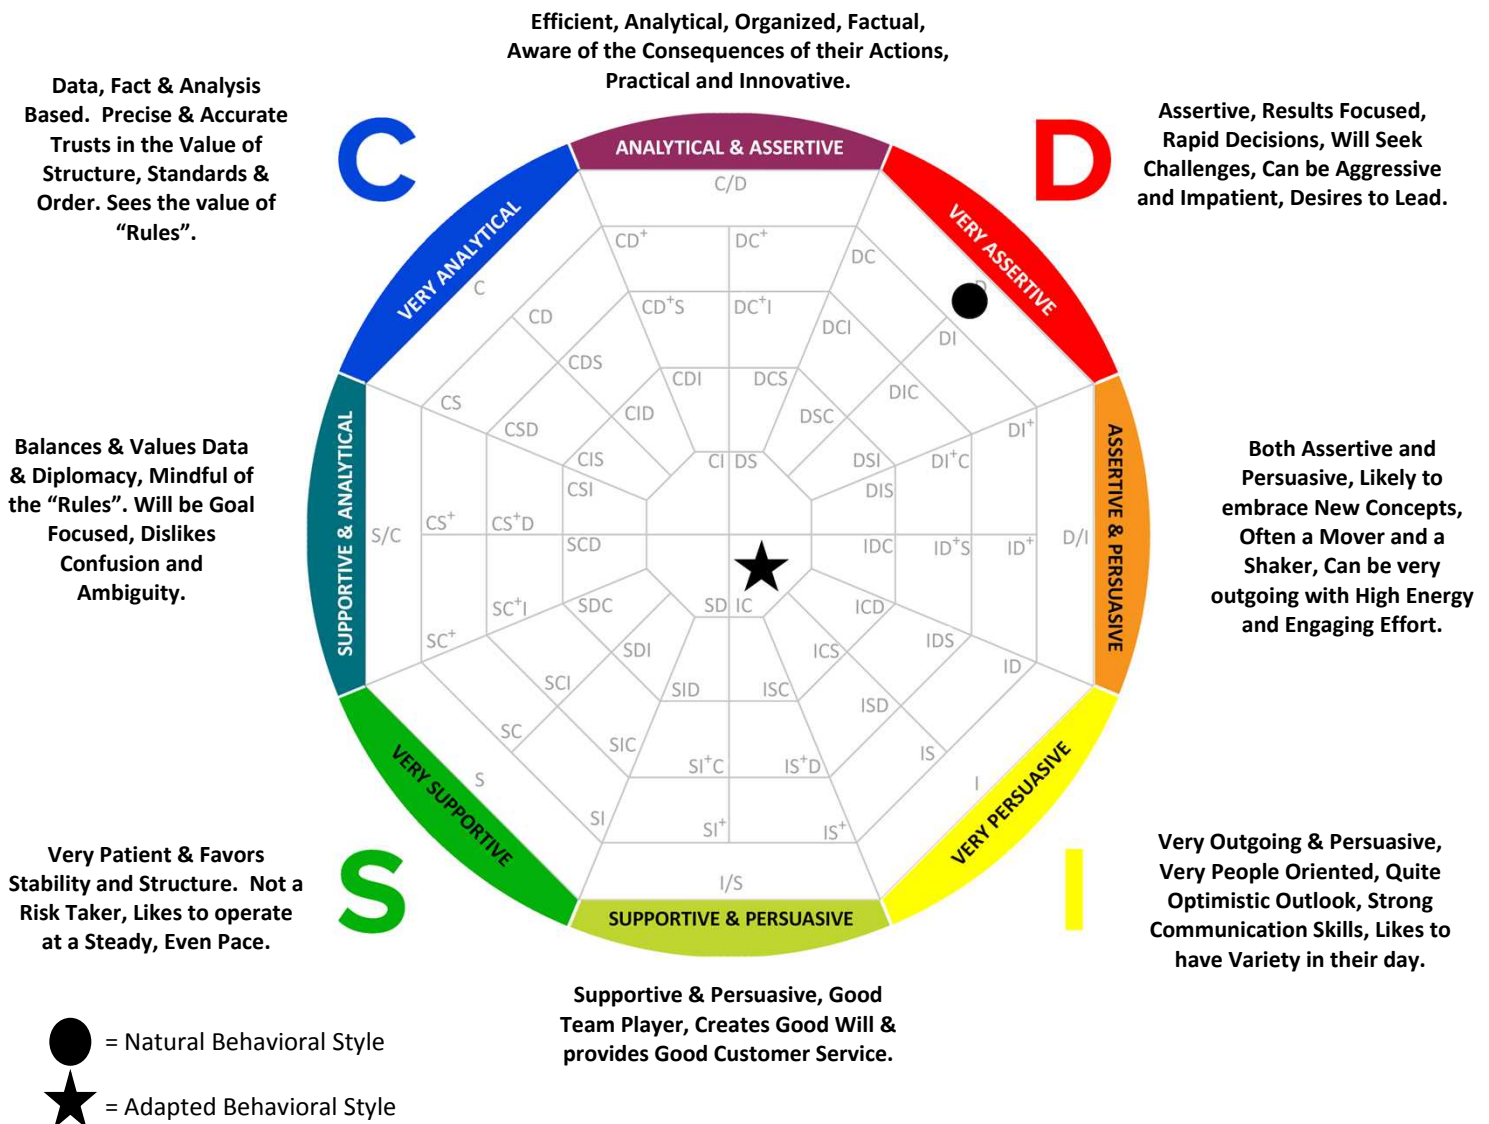 Efficient, Analytical, Organized, Factual,
Aware of the Consequences of their Actions,
Practical and Innovative.
Data, Fact & Analysis
Based.  Precise & Accurate
Trusts in the Value of
Structure, Standards &
Order. Sees the value of
“Rules”.
C
D
Assertive, Results Focused,
Rapid Decisions, Will Seek
Challenges, Can be Aggressive
and Impatient, Desires to Lead.
ANALYTICAL & ASSERTIVE
VERY ANALYTICAL
VERY ASSERTIVE
C/D
CD+
DC+
DC
C
D
CD
CD+S
DC+I
DCI
DI
CDS
CDI
DCS
DIC
CS
CID
DSC
CSD
DI+
CIS
CI
DS
DSI
DI+C
CSI
DIS
Balances & Values Data
& Diplomacy, Mindful of
the “Rules”. Will be Goal
Focused, Dislikes
Confusion and
Ambiguity.
SUPPORTIVE & ANALYTICAL
S/C
CS+
CS+D
SCD
IDC
ID+S
ID+
D/I
ASSERTIVE & PERSUASIVE
Both Assertive and
Persuasive, Likely to
embrace New Concepts,
Often a Mover and a
Shaker, Can be very
outgoing with High Energy
and Engaging Effort.
SC+I
SDC
SD
IC
ICD
SC+
SDI
ICS
IDS
ID
SCI
SID
ISC
ISD
SC
SIC
SI+C
IS+D
IS
S
I
SI
SI+
IS+
I/S
VERY SUPPORTIVE
VERY PERSUASIVE
SUPPORTIVE & PERSUASIVE
Very Patient & Favors
Stability and Structure.  Not a
Risk Taker, Likes to operate
at a Steady, Even Pace.
S
I
Very Outgoing & Persuasive,
Very People Oriented, Quite
Optimistic Outlook, Strong
Communication Skills, Likes to
have Variety in their day.
Supportive & Persuasive, Good
Team Player, Creates Good Will &
provides Good Customer Service.
= Natural Behavioral Style
= Adapted Behavioral Style